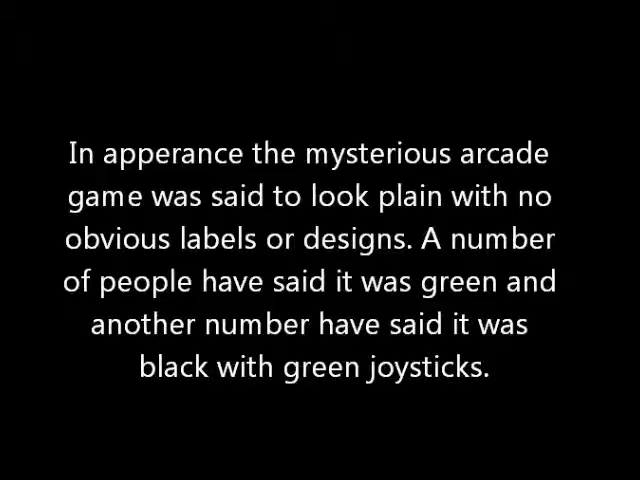 In apperance the mysterious arcade
game was said to look plain with no
obvious labels or designs. A number
of people have said it was green and
another number have said it was
black with green joysticks.